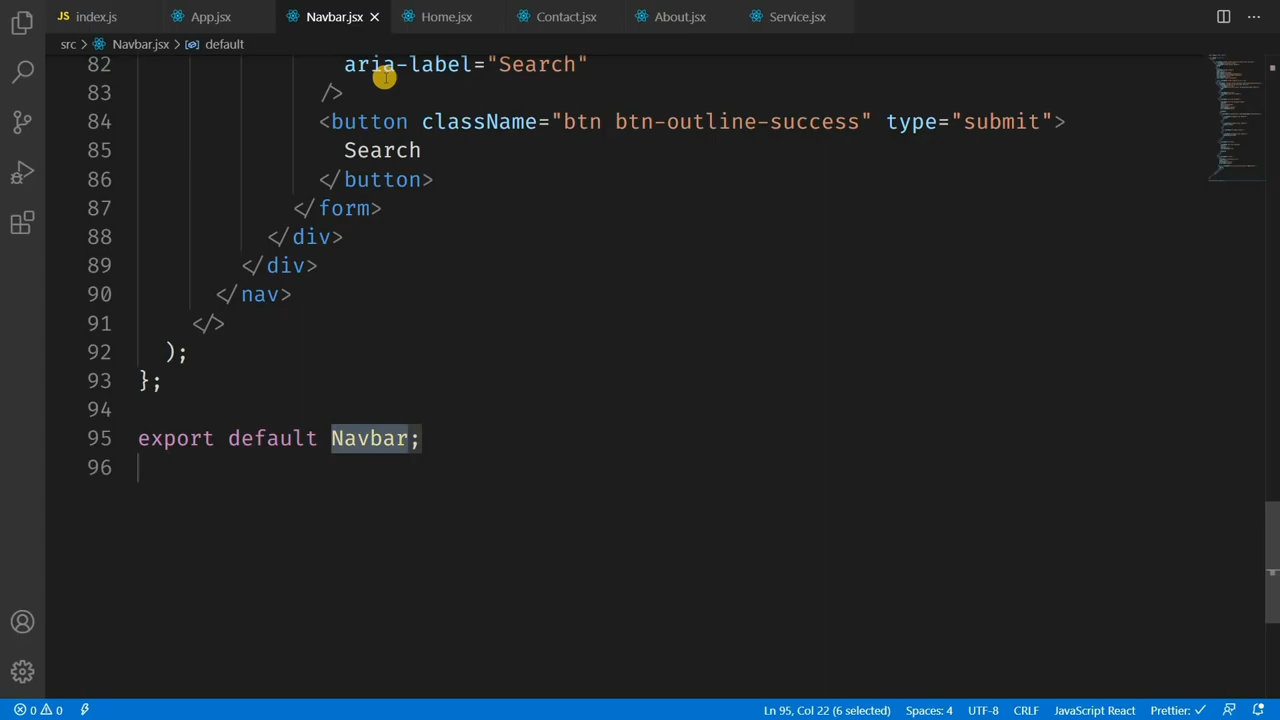 index.js App.jsx Navbar.jsx Home.jsx Contact.jsx About.jsx Service.jsx
src > Navbar.jsx > default
82 aria-label="Search"
83 />
84 <button className="btn btn-outline-success" type="submit">
85 Search
86 </button>
87 </form>
88 </div>
89 </div>
90 </nav>
91 </>
92 );
93 };
94
95 export default Navbar;
96
0 0 Ln 95, Col 22 (6 selected) Spaces: 4 UTF-8 CRLF JavaScript React Prettier: ✓